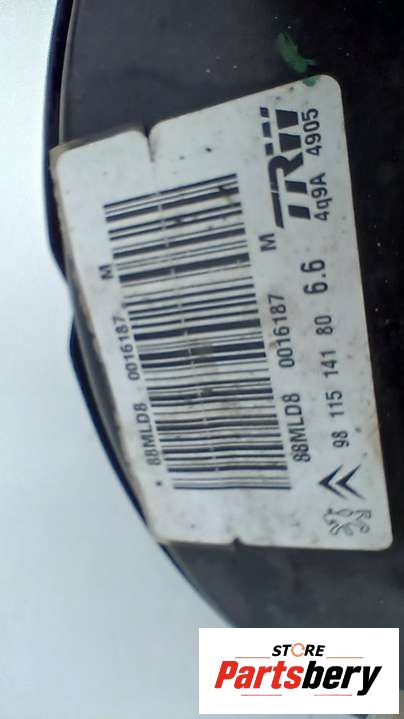 * 88MLD8 0016187 M
88MLD8 0016187 M
TRW
98 115 141 80 6.6 4q9A 4905
STORE
Partsbery